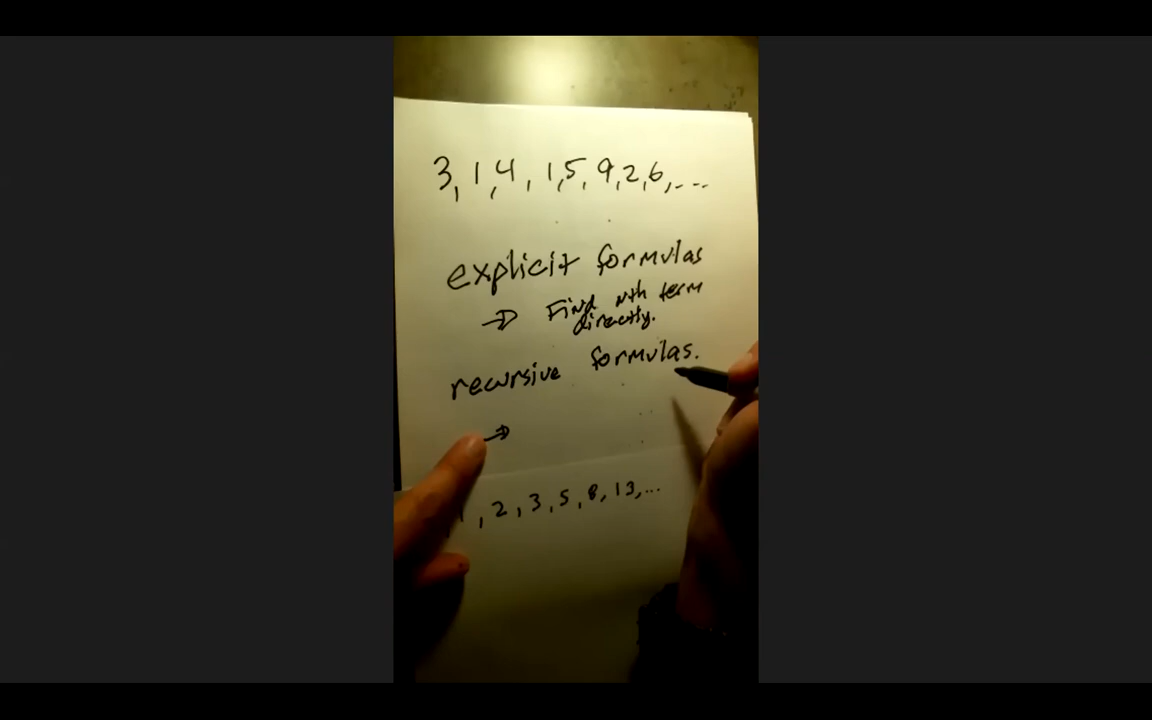 3, 1, 4, 1, 5, 9, 2, 6, ...
explicit formulas
→ Find nth term
directly.
recursive formulas.
→
1, 2, 3, 5, 8, 13, ...